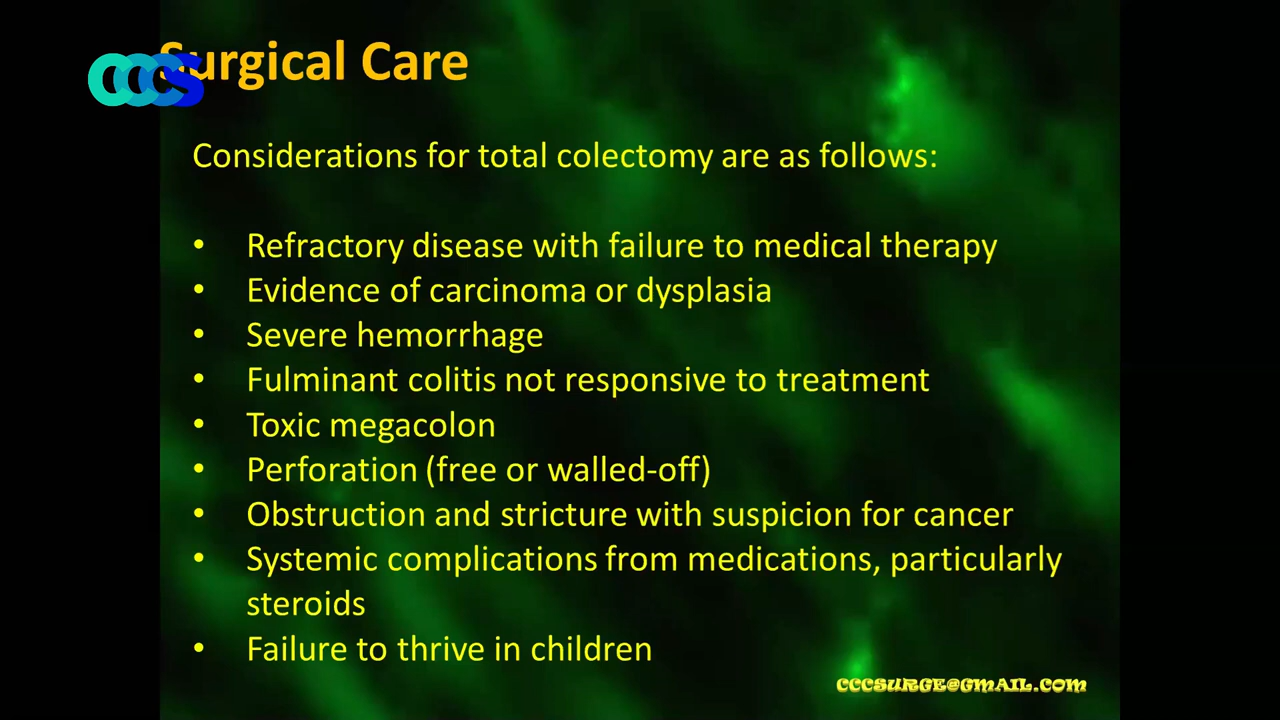 Surgical Care
CCCS
Considerations for total colectomy are as follows:
• Refractory disease with failure to medical therapy
• Evidence of carcinoma or dysplasia
• Severe hemorrhage
• Fulminant colitis not responsive to treatment
• Toxic megacolon
• Perforation (free or walled-off)
• Obstruction and stricture with suspicion for cancer
• Systemic complications from medications, particularly
steroids
• Failure to thrive in children
CCCSURGE@GMAIL.COM